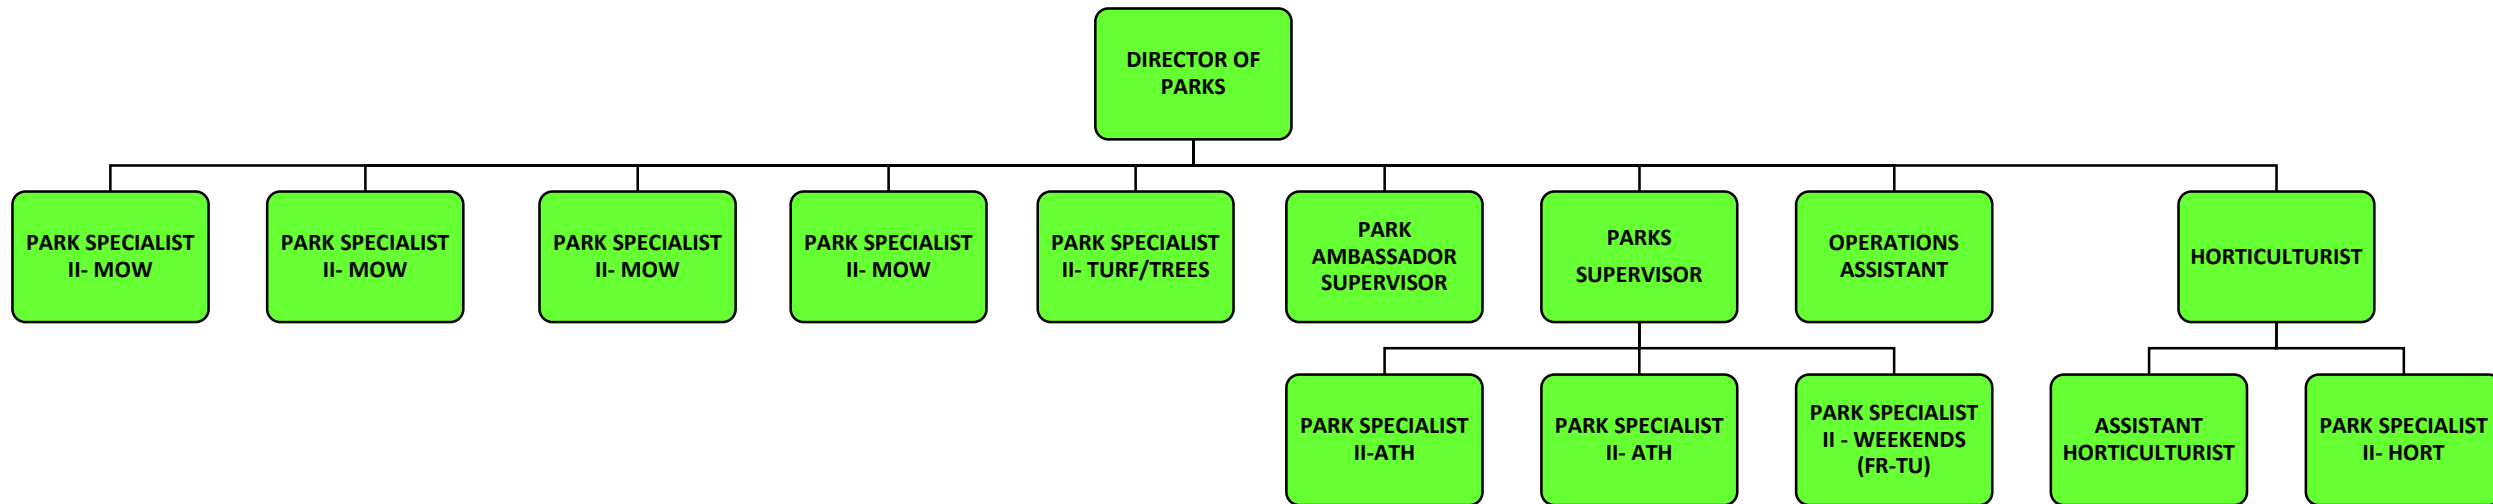 DIRECTOR OF
PARKS
PARK SPECIALIST
II- MOW
PARK SPECIALIST
II- MOW
PARK SPECIALIST
II- MOW
PARK SPECIALIST
II- MOW
PARK SPECIALIST
II- TURF/TREES
PARK
AMBASSADOR
SUPERVISOR
PARKS
SUPERVISOR
OPERATIONS
ASSISTANT
HORTICULTURIST
PARK SPECIALIST
II-ATH
PARK SPECIALIST
II- ATH
PARK SPECIALIST
II - WEEKENDS
(FR-TU)
ASSISTANT
HORTICULTURIST
PARK SPECIALIST
II- HORT